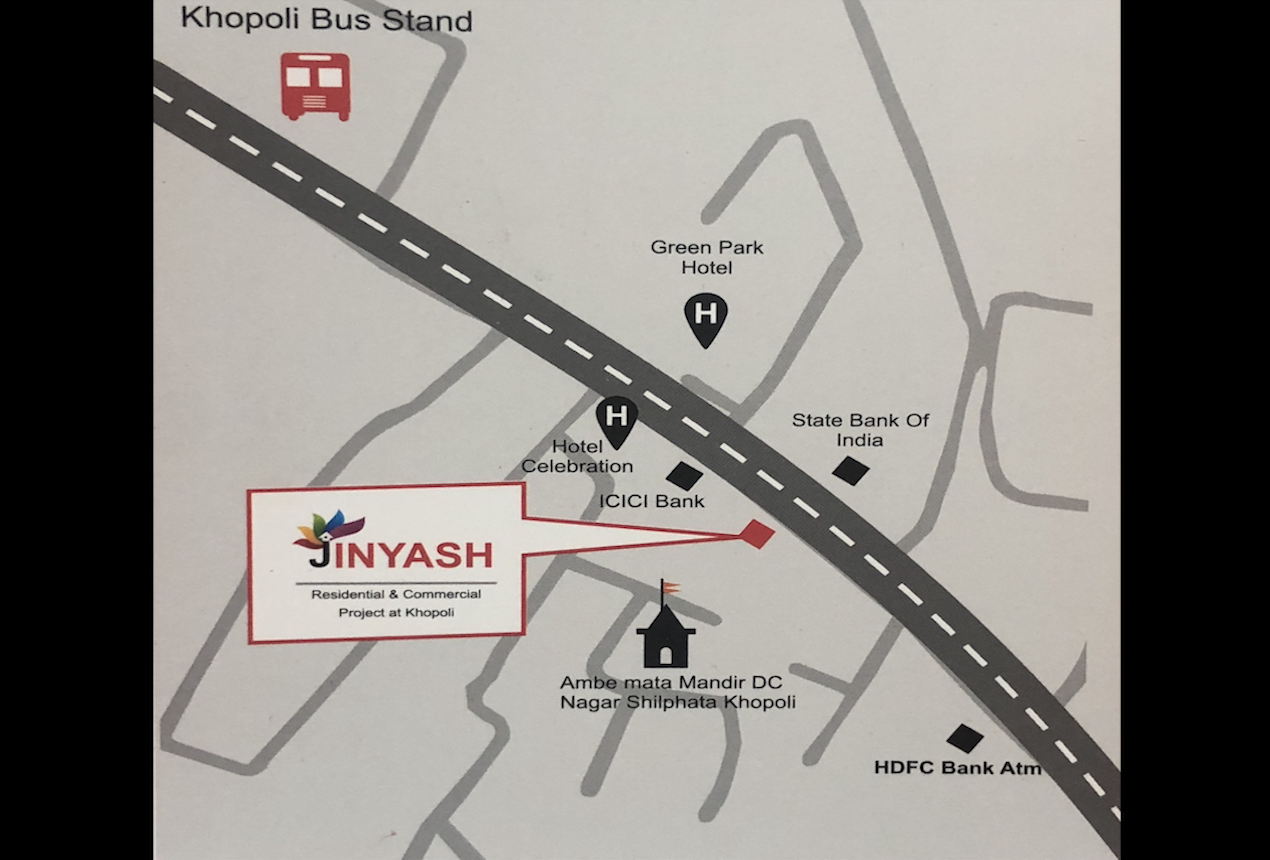 Khopoli Bus Stand
Green Park
Hotel
H
H
Hotel
Celebration
State Bank Of
India
ICICI Bank
JINYASH
Residential & Commercial
Project at Khopoli
Ambe mata Mandir DC
Nagar Shilphata Khopoli
HDFC Bank Atm